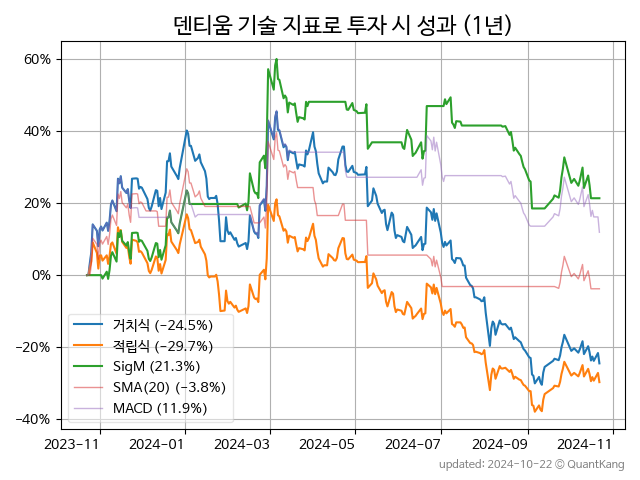 덴티움 기술 지표로 투자 시 성과 (1년)
60%
40%
20%
0%
−20%
−40%
거치식 (−24.5%)
적립식 (−29.7%)
SigM (21.3%)
SMA(20) (−3.8%)
MACD (11.9%)
2023−11 2024−01 2024−03 2024−05 2024−07 2024−09 2024−11
updated: 2024-10-22 © QuantKang